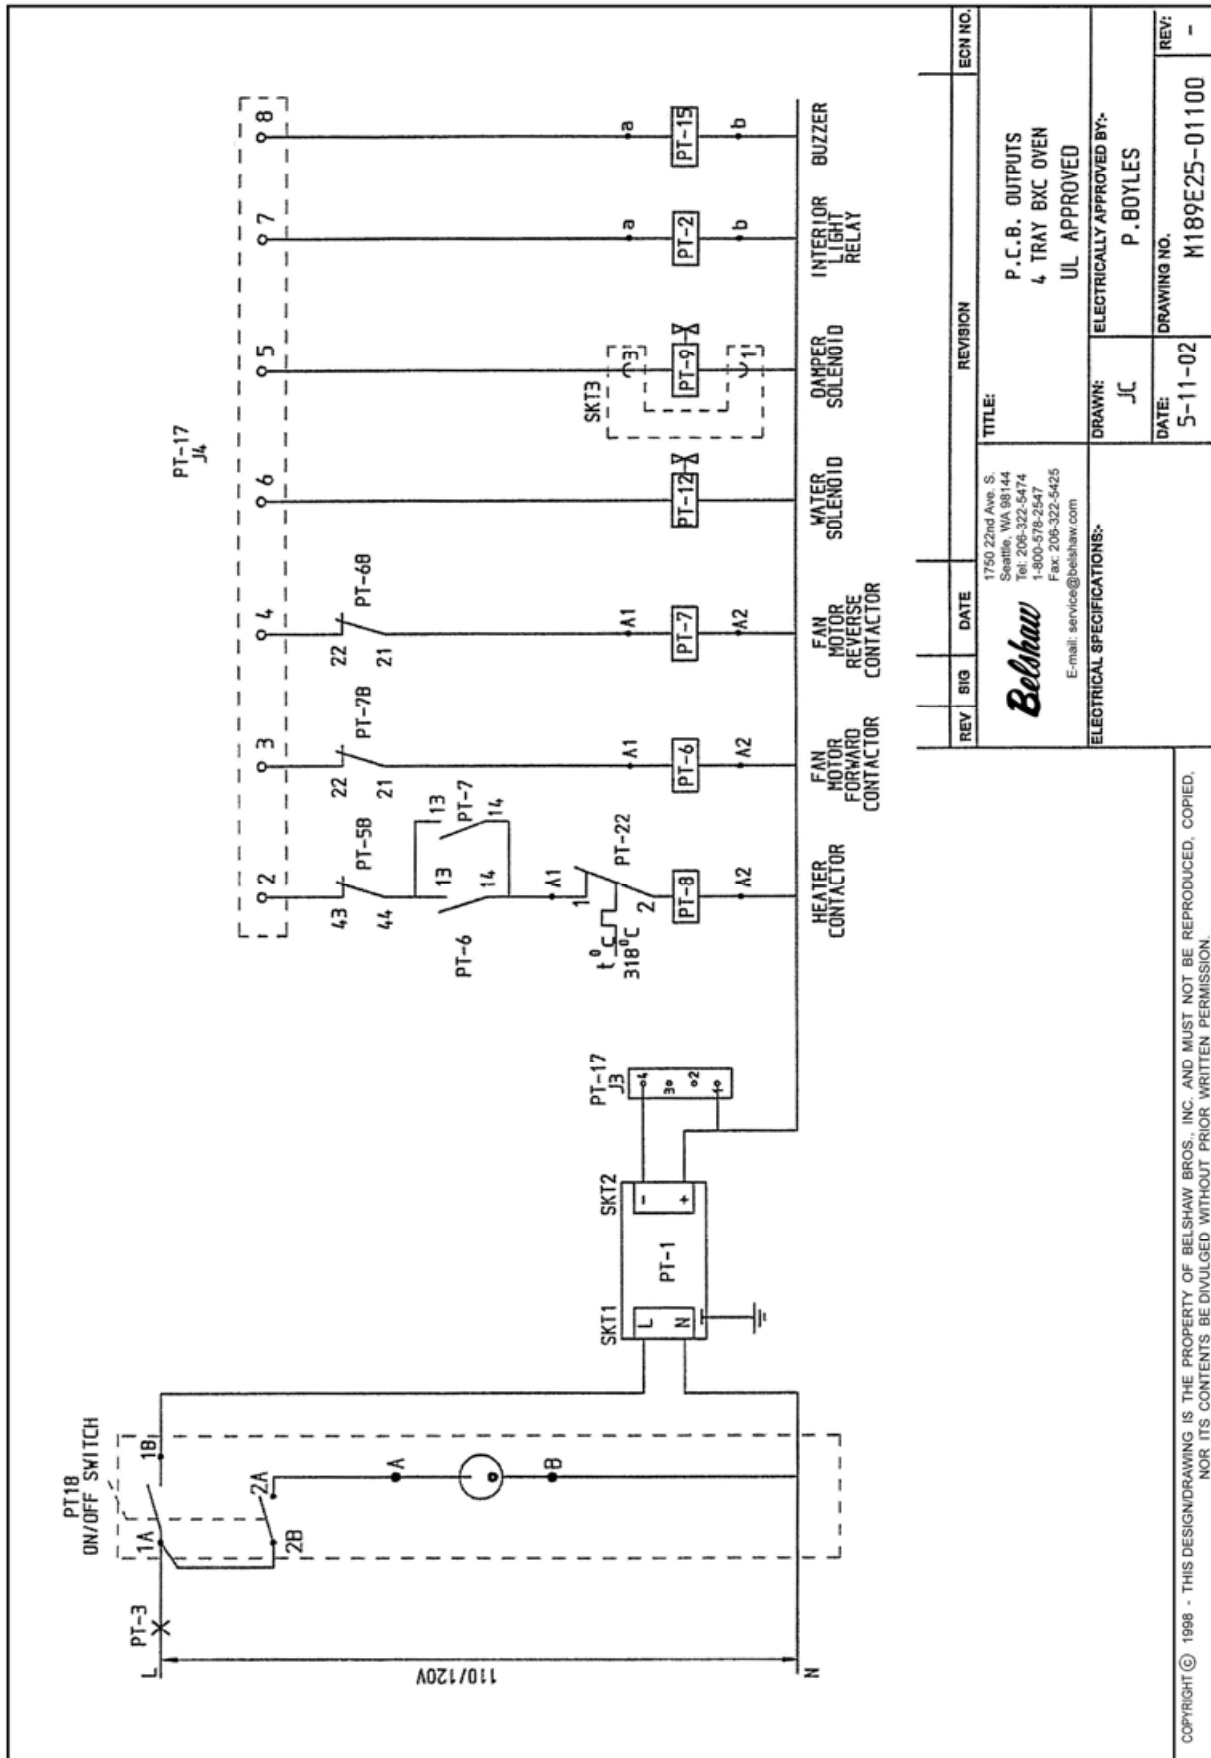 PT18
ON/OFF SWITCH
PT-3
L
1A
1B
2B
2A
A
B
110/120V
N
SKT1
L
N
PT-1
SKT2
-
+
PT-17
J3
4
3
2
1
PT-17
J4
2
3
4
6
5
7
8
43
44
PT-5B
PT-6
13
14
13
PT-7
14
A1
t°C
318°C
1
2
PT-22
PT-8
A2
HEATER
CONTACTOR
22
21
PT-7B
A1
PT-6
A2
FAN
MOTOR
FORWARD
CONTACTOR
22
21
PT-6B
A1
PT-7
A2
FAN
MOTOR
REVERSE
CONTACTOR
PT-12
WATER
SOLENOID
SKT3
3
PT-9
1
DAMPER
SOLENOID
a
PT-2
b
INTERIOR
LIGHT
RELAY
a
PT-15
b
BUZZER
REV SIG DATE REVISION ECN NO.
Belshaw
1750 22nd Ave. S.
Seattle, WA 98144
Tel: 206-322-5474
1-800-578-2547
Fax: 206-322-5425
E-mail: service@belshaw.com
TITLE:
P.C.B. OUTPUTS
4 TRAY BXC OVEN
UL APPROVED
ELECTRICAL SPECIFICATIONS:-
DRAWN:
JC
ELECTRICALLY APPROVED BY:-
P.BOYLES
DATE:
5-11-02
DRAWING NO.
M189E25-01100
REV:
-
COPYRIGHT © 1998 - THIS DESIGN/DRAWING IS THE PROPERTY OF BELSHAW BROS., INC. AND MUST NOT BE REPRODUCED, COPIED,
NOR ITS CONTENTS BE DIVULGED WITHOUT PRIOR WRITTEN PERMISSION.